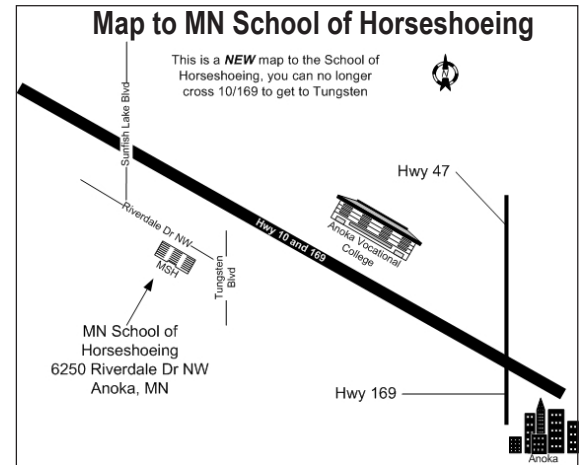 Map to MN School of Horseshoeing
This is a NEW map to the School of
Horseshoeing, you can no longer
cross 10/169 to get to Tungsten
N
Sunfish Lake Blvd
Hwy 47
Riverdale Dr NW
Hwy 10 and 169
Anoka Vocational
College
MSH
Tungsten
Blvd
MN School of
Horseshoeing
6250 Riverdale Dr NW
Anoka, MN
Hwy 169
Anoka